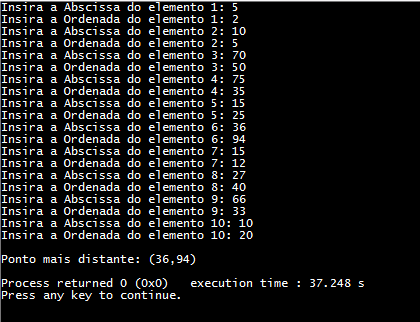 Insira a Abscissa do elemento 1: 5
Insira a Ordenada do elemento 1: 2
Insira a Abscissa do elemento 2: 10
Insira a Ordenada do elemento 2: 5
Insira a Abscissa do elemento 3: 70
Insira a Ordenada do elemento 3: 50
Insira a Abscissa do elemento 4: 75
Insira a Ordenada do elemento 4: 35
Insira a Abscissa do elemento 5: 15
Insira a Ordenada do elemento 5: 25
Insira a Abscissa do elemento 6: 36
Insira a Ordenada do elemento 6: 94
Insira a Abscissa do elemento 7: 15
Insira a Ordenada do elemento 7: 12
Insira a Abscissa do elemento 8: 27
Insira a Ordenada do elemento 8: 40
Insira a Abscissa do elemento 9: 66
Insira a Ordenada do elemento 9: 33
Insira a Abscissa do elemento 10: 10
Insira a Ordenada do elemento 10: 20
Ponto mais distante: (36,94)
Process returned 0 (0x0)   execution time : 37.248 s
Press any key to continue.